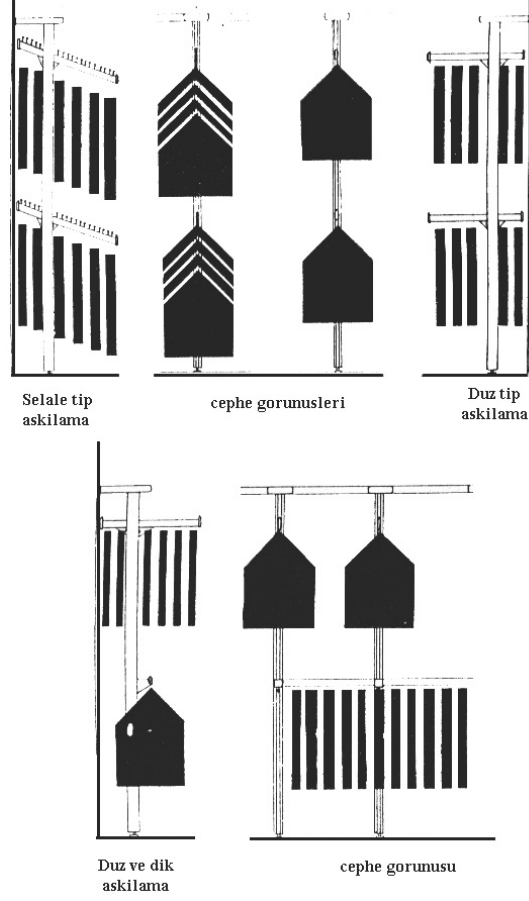 Selale tip
askilama
cephe gorunusleri
Duz tip
askilama
Duz ve dik
askilama
cephe gorunusu